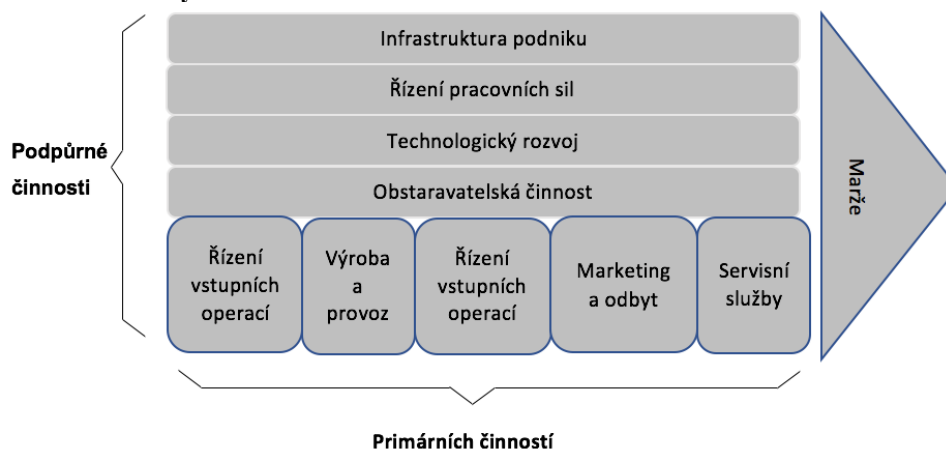 Infrastruktura podniku
Řízení pracovních sil
Technologický rozvoj
Obstaravatelská činnost
Podpůrné
činnosti
Řízení
vstupních
operací
Výroba
a
provoz
Řízení
vstupních
operací
Marketing
a odbyt
Servisní
služby
Marže
Primárních činností